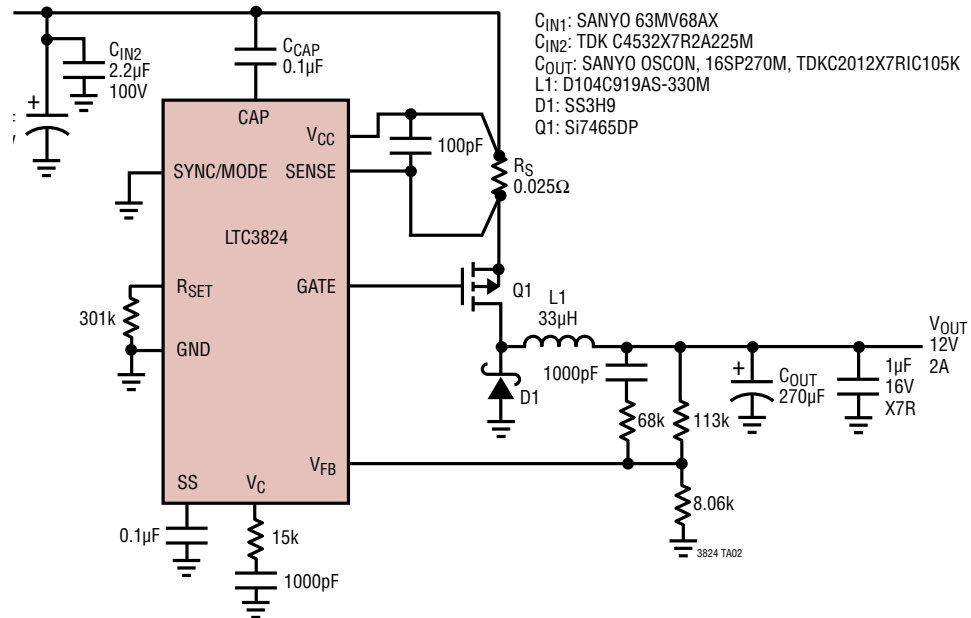 CIN1: SANYO 63MV68AX
CIN2: TDK C4532X7R2A225M
COUT: SANYO OSCON, 16SP270M, TDKC2012X7RIC105K
L1: D104C919AS-330M
D1: SS3H9
Q1: Si7465DP
CIN2
2.2µF
100V
+
CCAP
0.1µF
CAP
VCC
100pF
SYNC/MODE
SENSE
RS
0.025Ω
LTC3824
RSET
GATE
Q1
301k
GND
L1
33µH
VOUT
12V
2A
1000pF
D1
+
COUT
270µF
1µF
16V
X7R
68k
113k
VFB
SS
VC
8.06k
0.1µF
15k
1000pF
3824 TA02